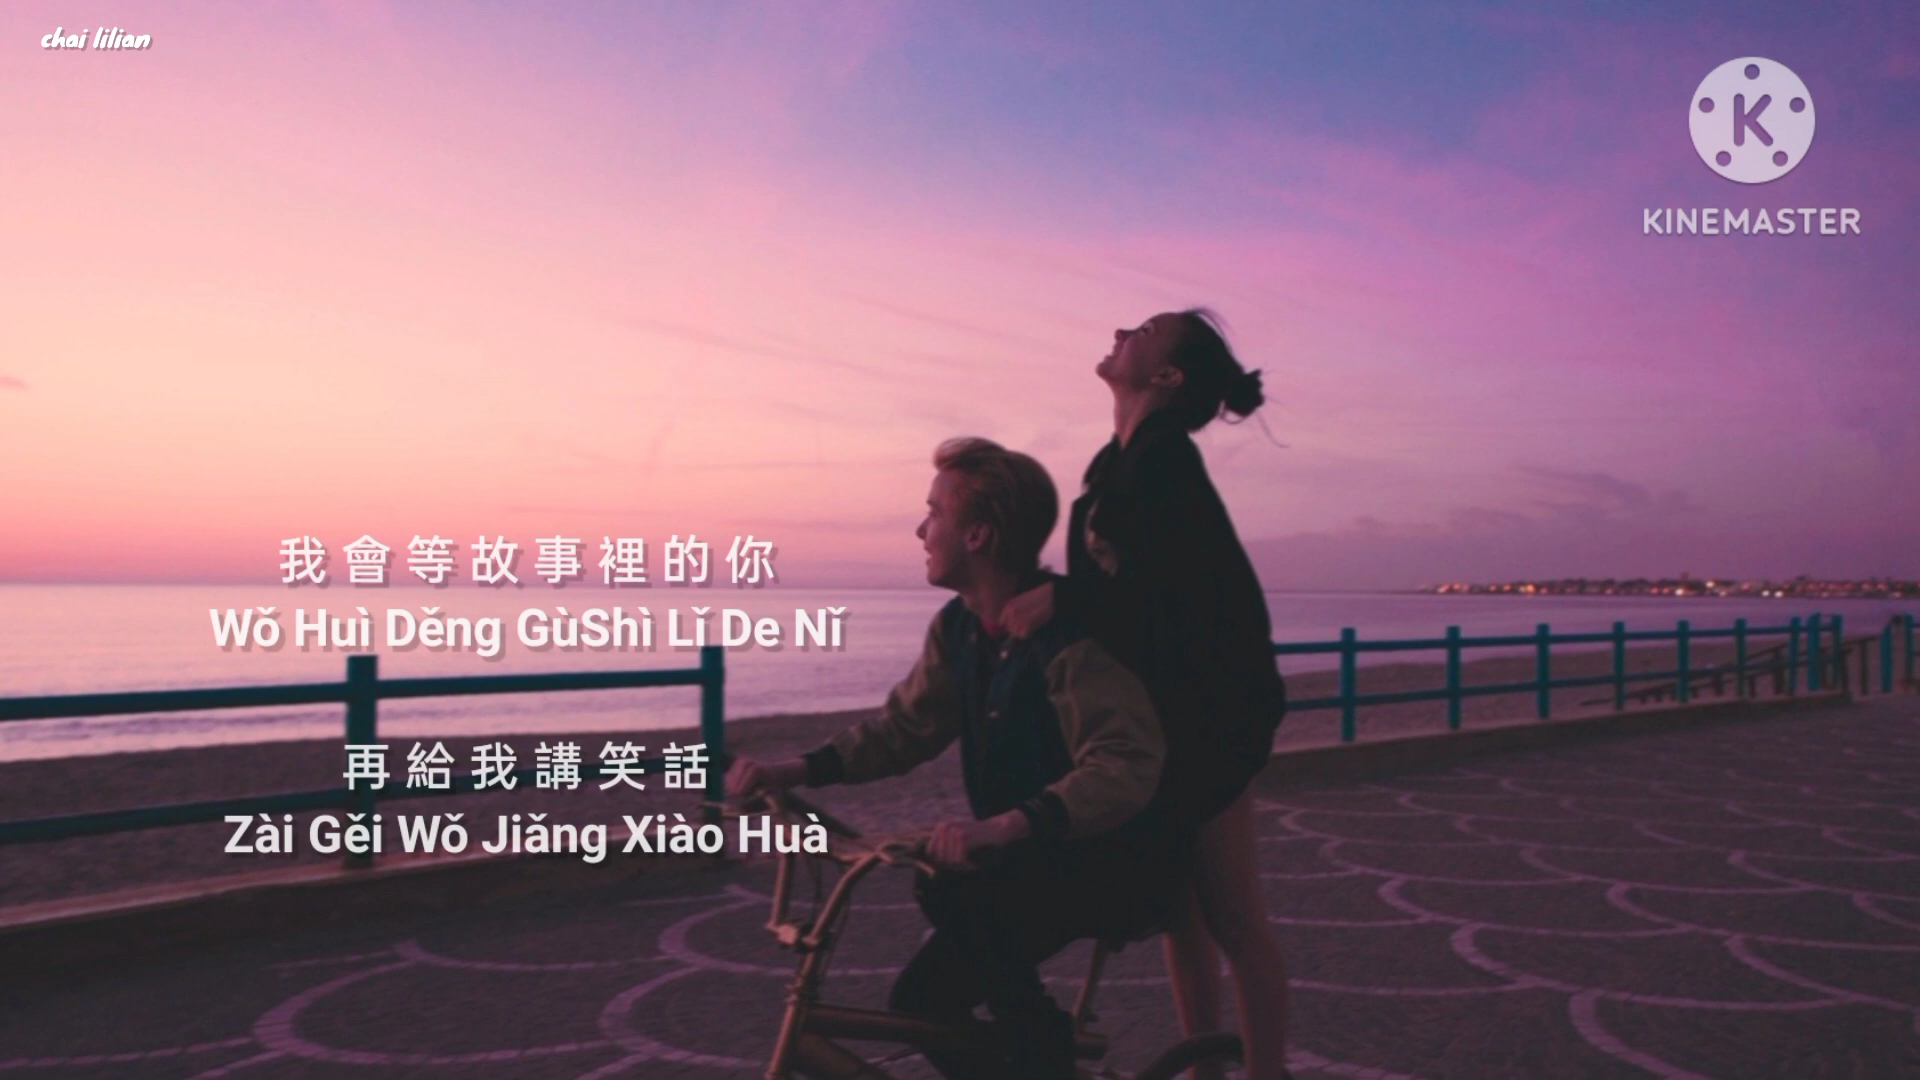 chai lilian
KINEMASTER
我會等故事裡的你
Wǒ Huì Děng GùShì Lǐ De Nǐ
再給我講笑話
Zài Gěi Wǒ Jiǎng Xiào Huà